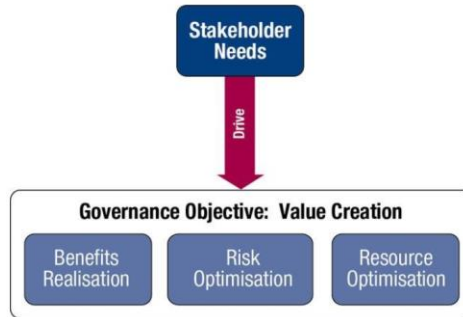 Stakeholder
Needs
Drive
Governance Objective: Value Creation
Benefits
Realisation
Risk
Optimisation
Resource
Optimisation